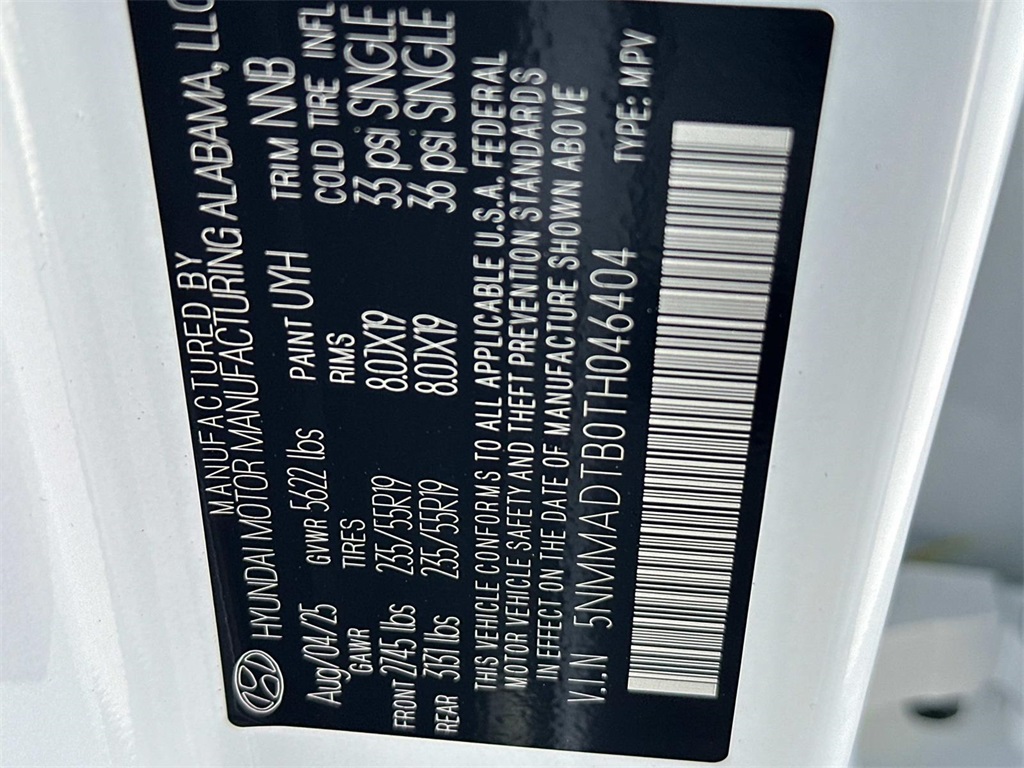 MANUFACTURED BY
HYUNDAI MOTOR MANUFACTURING ALABAMA, LLC
Aug/04/25 GVWR 5622 lbs PAINT UYH TRIM NNB
GAWR TIRES RIMS COLD TIRE INFL
FRONT 2745 lbs 235/55R19 8.0JX19 33 psi SINGLE
REAR 3131 lbs 235/55R19 8.0JX19 36 psi SINGLE
THIS VEHICLE CONFORMS TO ALL APPLICABLE U.S.A. FEDERAL
MOTOR VEHICLE SAFETY AND THEFT PREVENTION STANDARDS
IN EFFECT ON THE DATE OF MANUFACTURE SHOWN ABOVE
V.I.N 5NMMADTB0TH046404 TYPE: MPV